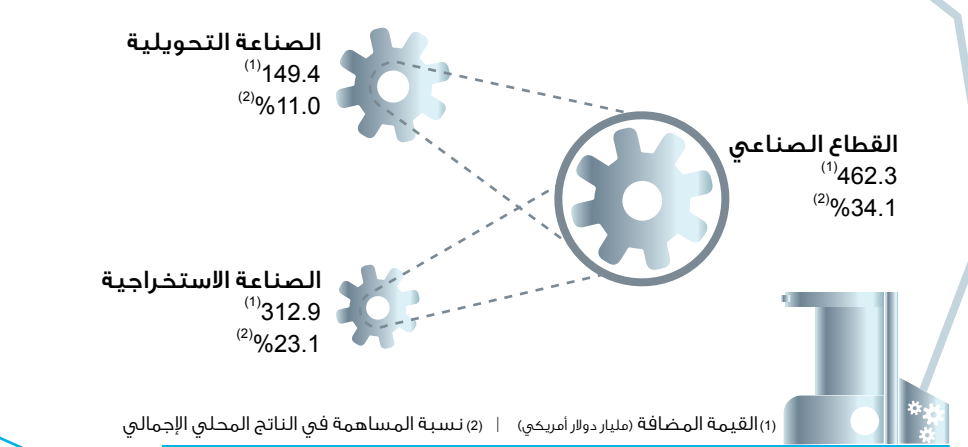 الصناعة التحويلية
149.4(1)
%11.0(2)
القطاع الصناعي
462.3(1)
%34.1(2)
الصناعة الاستخراجية
312.9(1)
%23.1(2)
(1) القيمة المضافة (مليار دولار أمريكي) | (2) نسبة المساهمة في الناتج المحلي الإجمالي